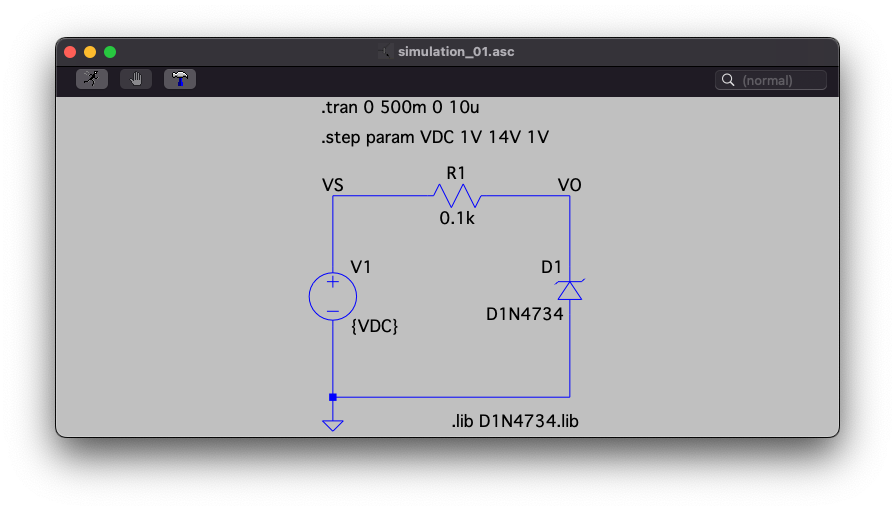 simulation_01.asc
(normal)
.tran 0 500m 0 10u
.step param VDC 1V 14V 1V
R1
VS
VO
0.1k
V1
D1
D1N4734
{VDC}
.lib D1N4734.lib